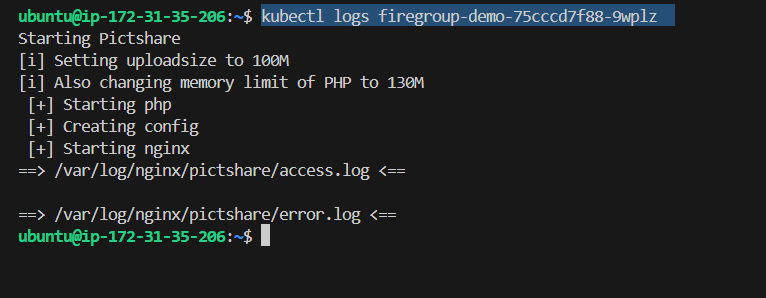 ubuntu@ip-172-31-35-206:~$ kubectl logs firegroup-demo-75cccd7f88-9wplz
Starting Pictshare
[i] Setting uploadsize to 100M
[i] Also changing memory limit of PHP to 130M
 [+] Starting php
 [+] Creating config
 [+] Starting nginx
==> /var/log/nginx/pictshare/access.log <==

==> /var/log/nginx/pictshare/error.log <==
ubuntu@ip-172-31-35-206:~$